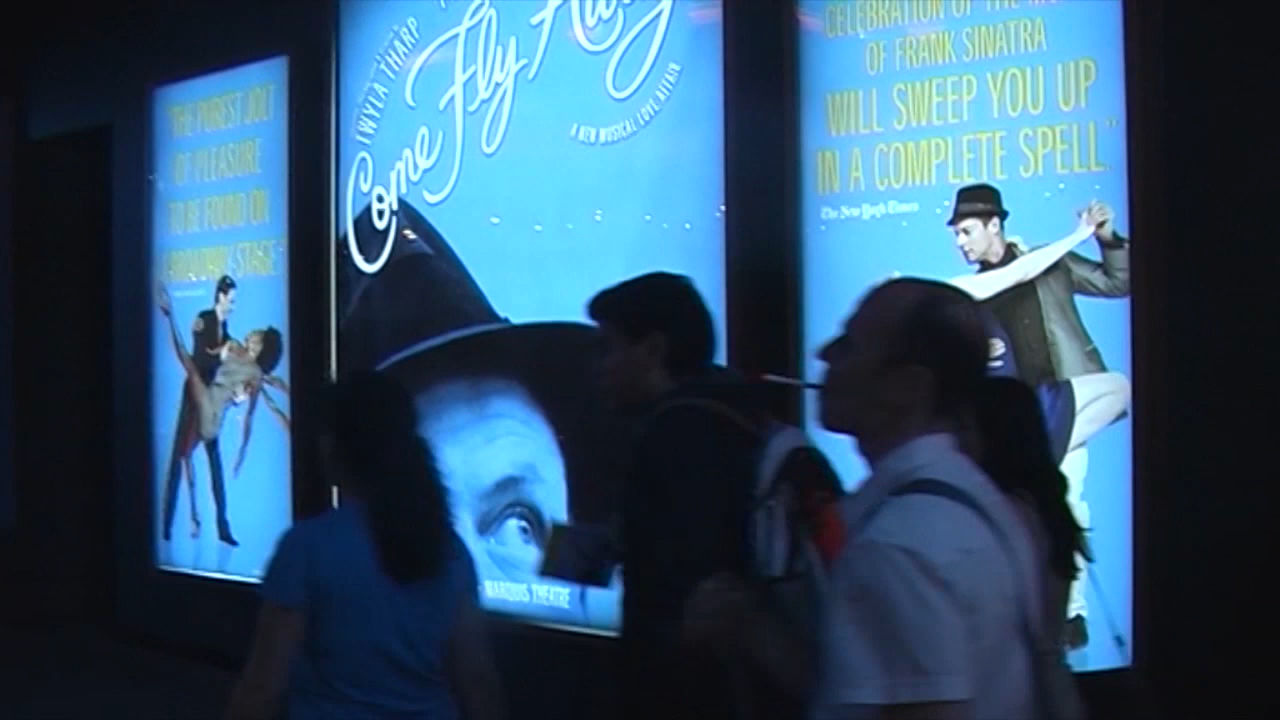 "THE PUREST JOLT
OF PLEASURE
TO BE FOUND ON
BROADWAY STAGE."
TWYLA THARP
Come Fly Away
A NEW MUSICAL LOVE AFFAIR
MARQUIS THEATRE
CELEBRATION OF THE
OF FRANK SINATRA
WILL SWEEP YOU UP
IN A COMPLETE SPELL."
The New York Times